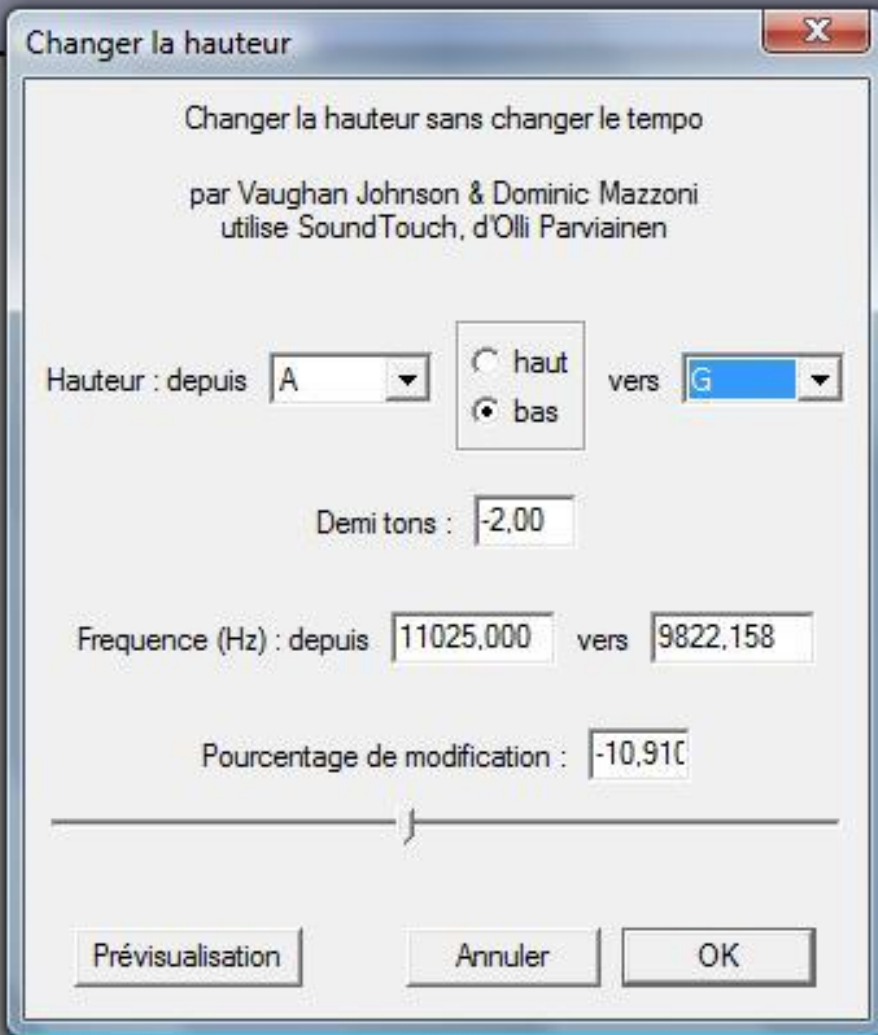 Changer la hauteur
Changer la hauteur sans changer le tempo
par Vaughan Johnson & Dominic Mazzoni
utilise SoundTouch, d'Olli Parviainen
Hauteur : depuis A haut bas vers G
Demi tons : -2,00
Frequence (Hz) : depuis 11025,000 vers 9822,158
Pourcentage de modification : -10,910
Prévisualisation Annuler OK